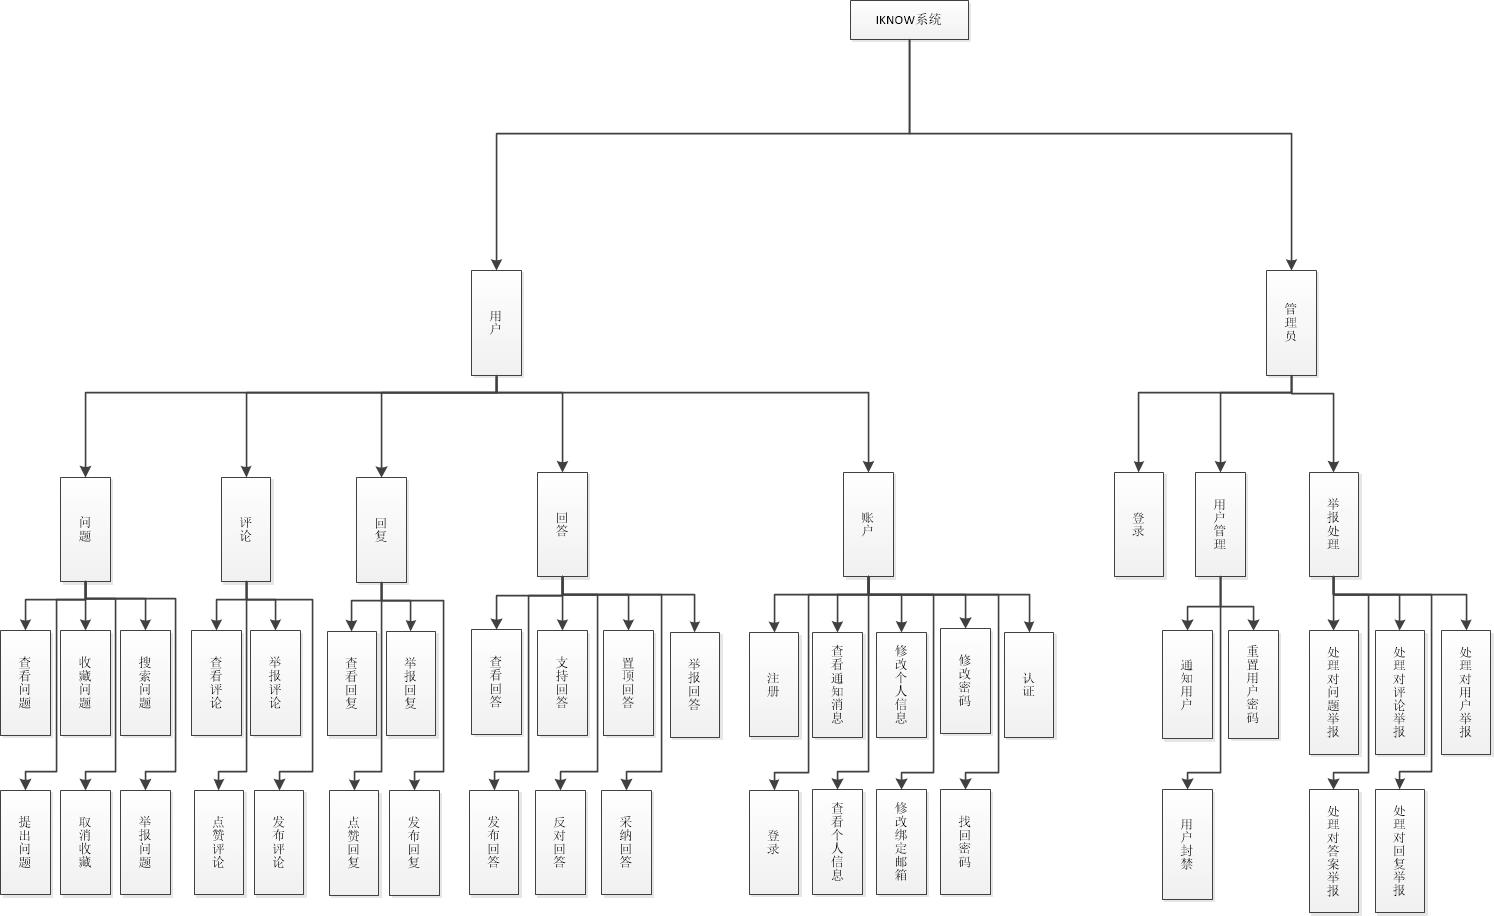 IKNOW系统
用户
管理员
问题
评论
回复
回答
账户
登录
用户管理
举报处理
查看问题
收藏问题
搜索问题
查看评论
举报评论
查看回复
举报回复
查看回答
支持回答
置顶回答
举报回答
注册
查看通知消息
修改个人信息
修改密码
认证
通知用户
重置用户密码
处理对问题举报
处理对评论举报
处理对用户举报
提出问题
取消收藏
举报问题
点赞评论
发布评论
点赞回复
发布回复
发布回答
反对回答
采纳回答
登录
查看个人信息
修改绑定邮箱
找回密码
用户封禁
处理对答案举报
处理对回复举报